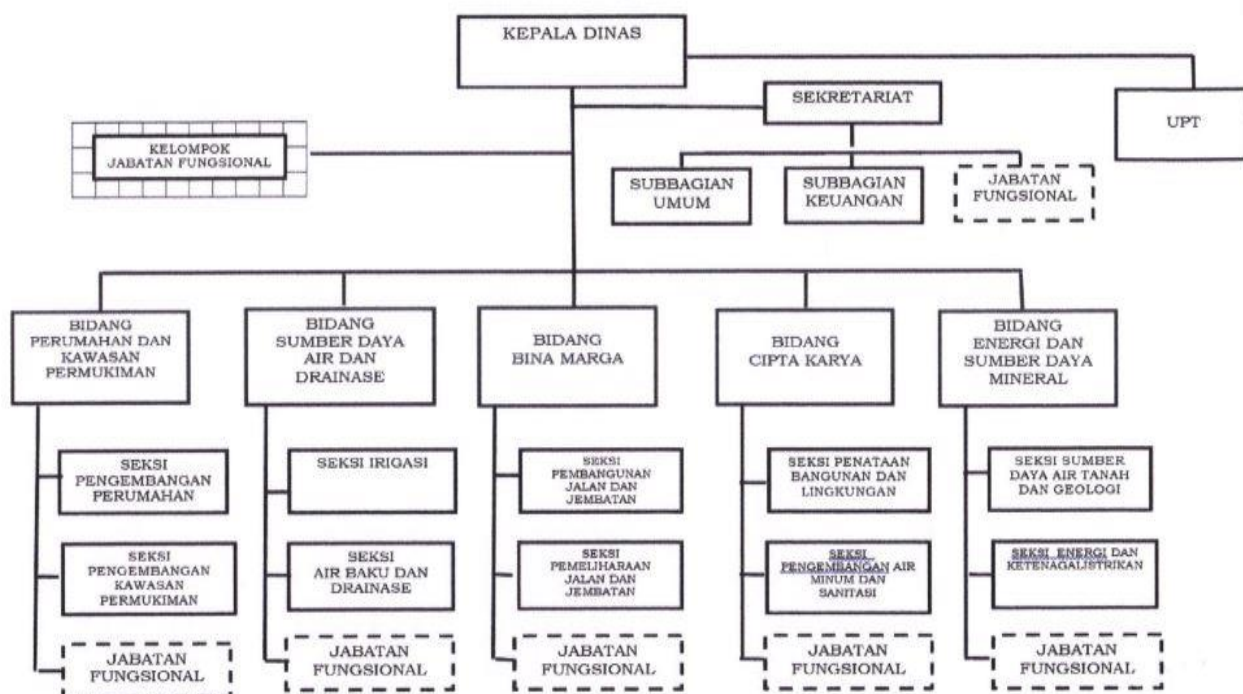 KEPALA DINAS
SEKRETARIAT
UPT
KELOMPOK
JABATAN FUNGSIONAL
SUBBAGIAN
UMUM
SUBBAGIAN
KEUANGAN
JABATAN
FUNGSIONAL
BIDANG
PERUMAHAN DAN
KAWASAN
PERMUKIMAN
BIDANG
SUMBER DAYA
AIR DAN
DRAINASE
BIDANG
BINA MARGA
BIDANG
CIPTA KARYA
BIDANG
ENERGI DAN
SUMBER DAYA
MINERAL
SEKSI
PENGEMBANGAN
PERUMAHAN
SEKSI IRIGASI
SEKSI
PEMBANGUNAN
JALAN DAN
JEMBATAN
SEKSI PENATAAN
BANGUNAN DAN
LINGKUNGAN
SEKSI SUMBER
DAYA AIR TANAH
DAN GEOLOGI
SEKSI
PENGEMBANGAN
KAWASAN
PERMUKIMAN
SEKSI
AIR BAKU DAN
DRAINASE
SEKSI
PEMELIHARAAN
JALAN DAN
JEMBATAN
SEKSI
PENGEMBANGAN AIR
MINUM DAN
SANITASI
SEKSI ENERGI DAN
KETENAGALISTRIKAN
JABATAN
FUNGSIONAL
JABATAN
FUNGSIONAL
JABATAN
FUNGSIONAL
JABATAN
FUNGSIONAL
JABATAN
FUNGSIONAL